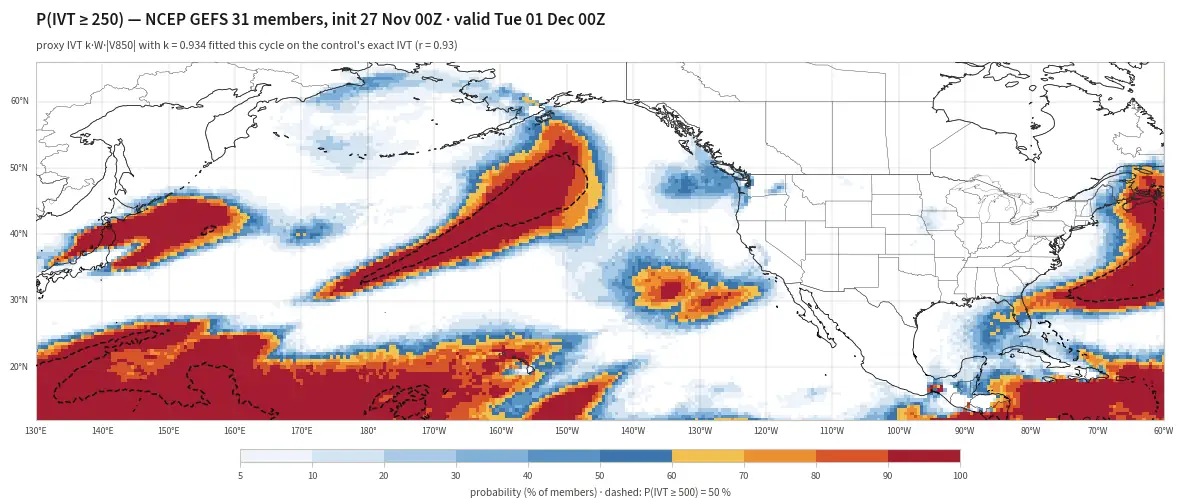 P(IVT ≥ 250) — NCEP GEFS 31 members, init 27 Nov 00Z · valid Tue 01 Dec 00Z
proxy IVT k·W·|V850| with k = 0.934 fitted this cycle on the control's exact IVT (r = 0.93)
60°N
50°N
40°N
30°N
20°N
130°E 140°E 150°E 160°E 170°E 180° 170°W 160°W 150°W 140°W 130°W 120°W 110°W 100°W 90°W 80°W 70°W 60°W
5 10 20 30 40 50 60 70 80 90 100
probability (% of members) · dashed: P(IVT ≥ 500) = 50 %